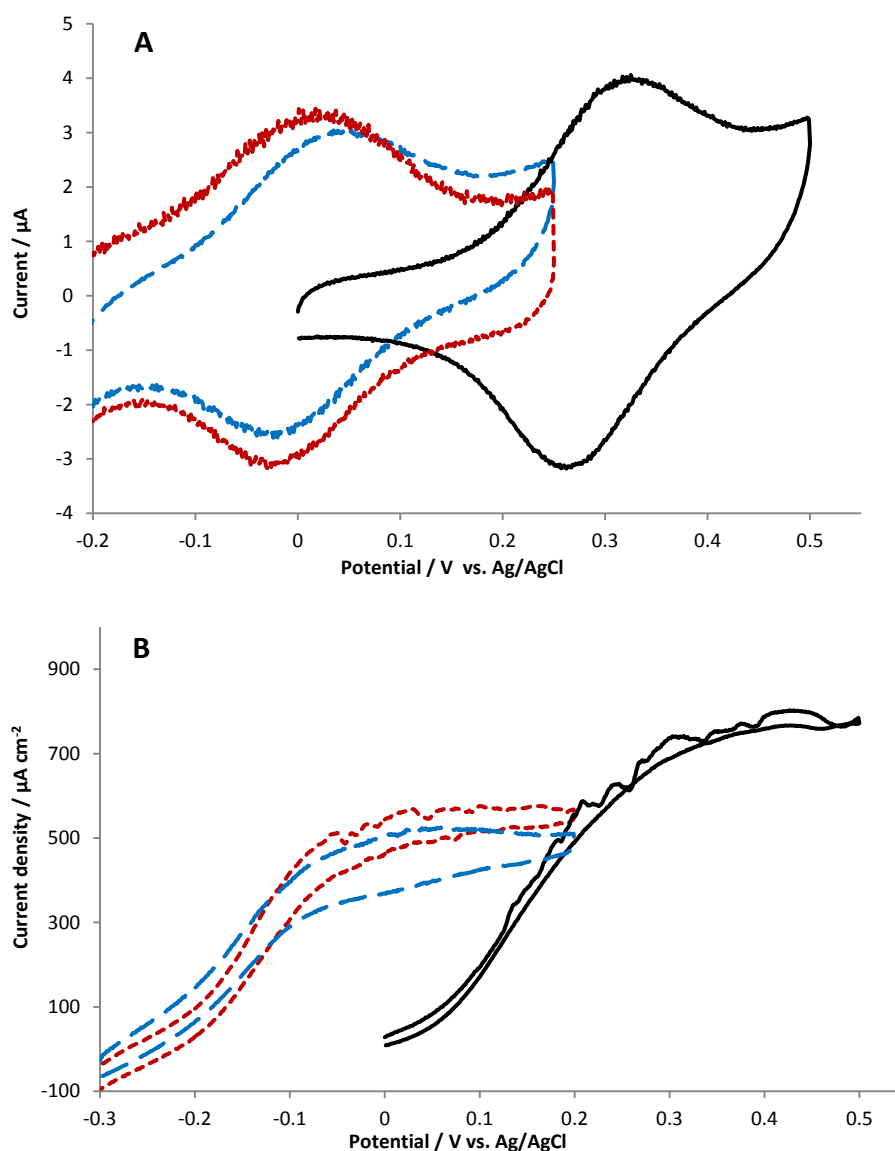 A
5
4
3
2
1
0
-1
-2
-3
-4
Current / µA
-0.2 -0.1 0 0.1 0.2 0.3 0.4 0.5
Potential / V vs. Ag/AgCl
B
900
700
500
300
100
-100
Current density / µA cm⁻²
-0.3 -0.2 -0.1 0 0.1 0.2 0.3 0.4 0.5
Potential / V vs. Ag/AgCl